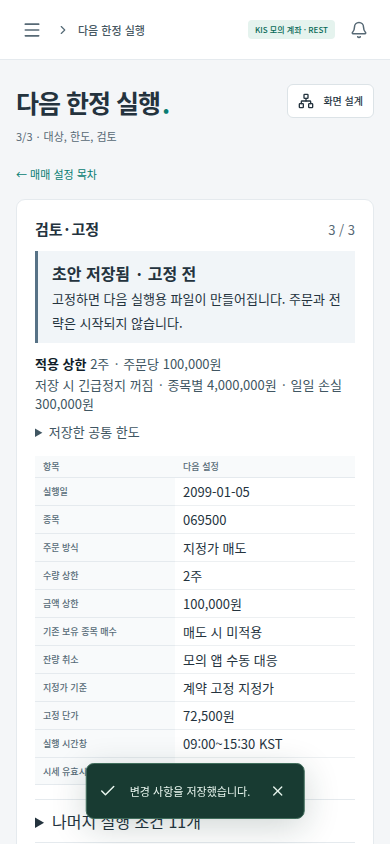 다음 한정 실행
KIS 모의 계좌 · REST
다음 한정 실행.
화면 설계
3/3 · 대상, 한도, 검토
← 매매 설정 목차
검토·고정
3 / 3
초안 저장됨 · 고정 전
고정하면 다음 실행용 파일이 만들어집니다. 주문과 전
략은 시작되지 않습니다.
적용 상한 2주 · 주문당 100,000원
저장 시 긴급정지 꺼짐 · 종목별 4,000,000원 · 일일 손실
300,000원
▶ 저장한 공통 한도
항목 다음 설정
실행일 2099-01-05
종목 069500
주문 방식 지정가 매도
수량 상한 2주
금액 상한 100,000원
기존 보유 종목 매수 매도 시 미적용
잔량 취소 모의 앱 수동 대응
지정가 기준 계약 고정 지정가
고정 단가 72,500원
실행 시간창 09:00~15:30 KST
시세 유효시
변경 사항을 저장했습니다.
▶ 나머지 실행 조건 11개